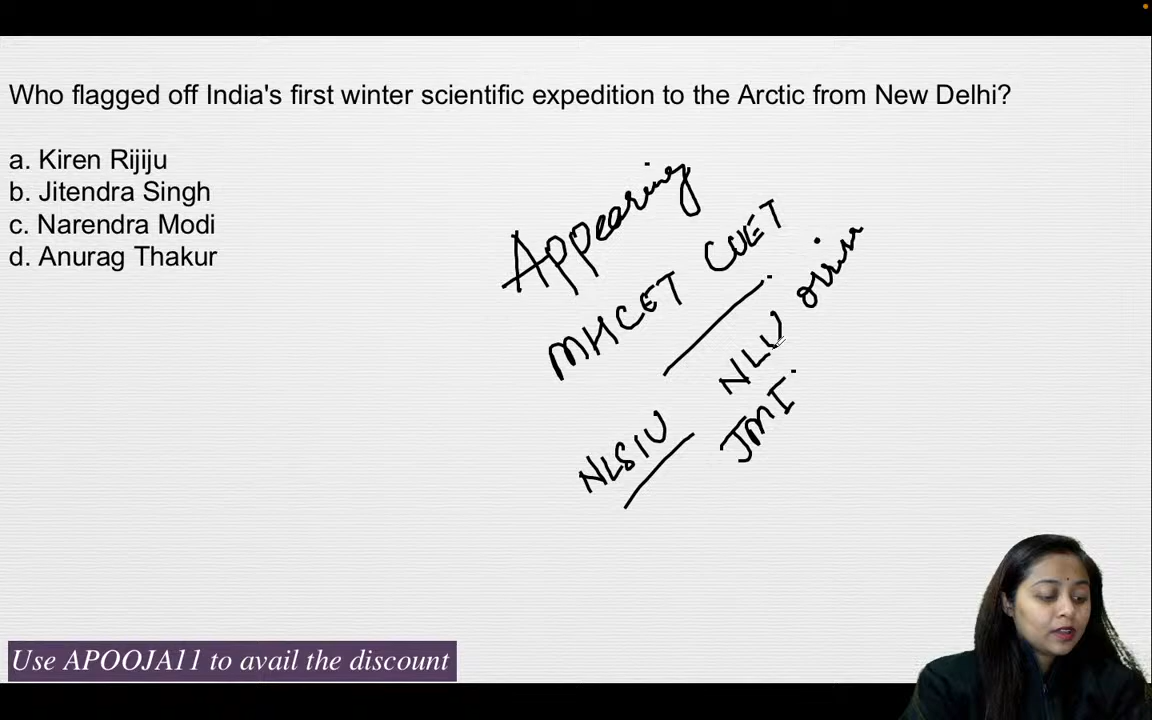 Who flagged off India's first winter scientific expedition to the Arctic from New Delhi?
a. Kiren Rijiju
b. Jitendra Singh
c. Narendra Modi
d. Anurag Thakur
Appearing
MHCET CUET
NLU
JMI
NLSIU
Use APOOJA11 to avail the discount